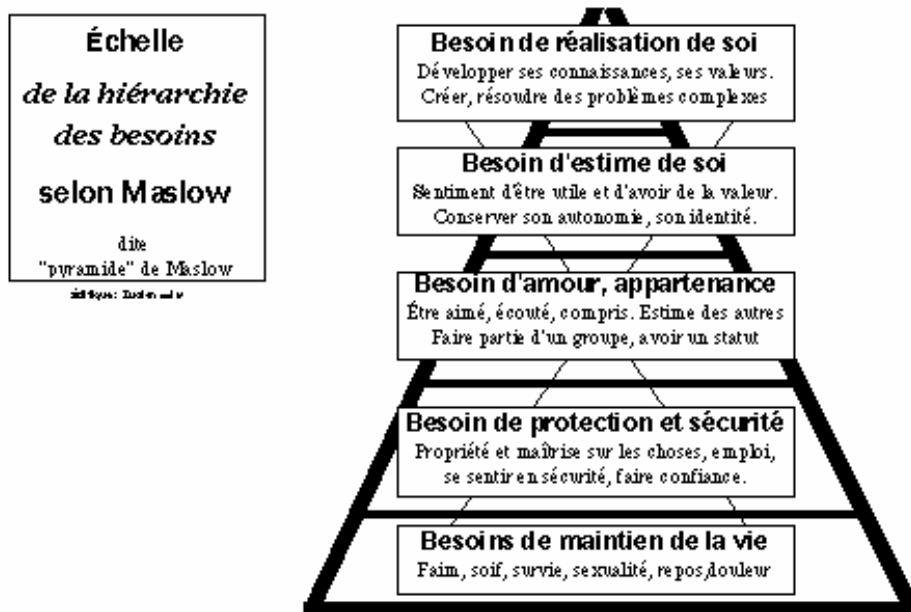 Échelle
de la hiérarchie
des besoins
selon Maslow
dite
"pyramide" de Maslow
Besoin de réalisation de soi
Développer ses connaissances, ses valeurs.
Créer, résoudre des problèmes complexes
Besoin d'estime de soi
Sentiment d'être utile et d'avoir de la valeur.
Conserver son autonomie, son identité.
Besoin d'amour, appartenance
Être aimé, écouté, compris. Estime des autres
Faire partie d'un groupe, avoir un statut
Besoin de protection et sécurité
Propriété et maîtrise sur les choses, emploi,
se sentir en sécurité, faire confiance.
Besoins de maintien de la vie
Faim, soif, survie, sexualité, repos,douleur